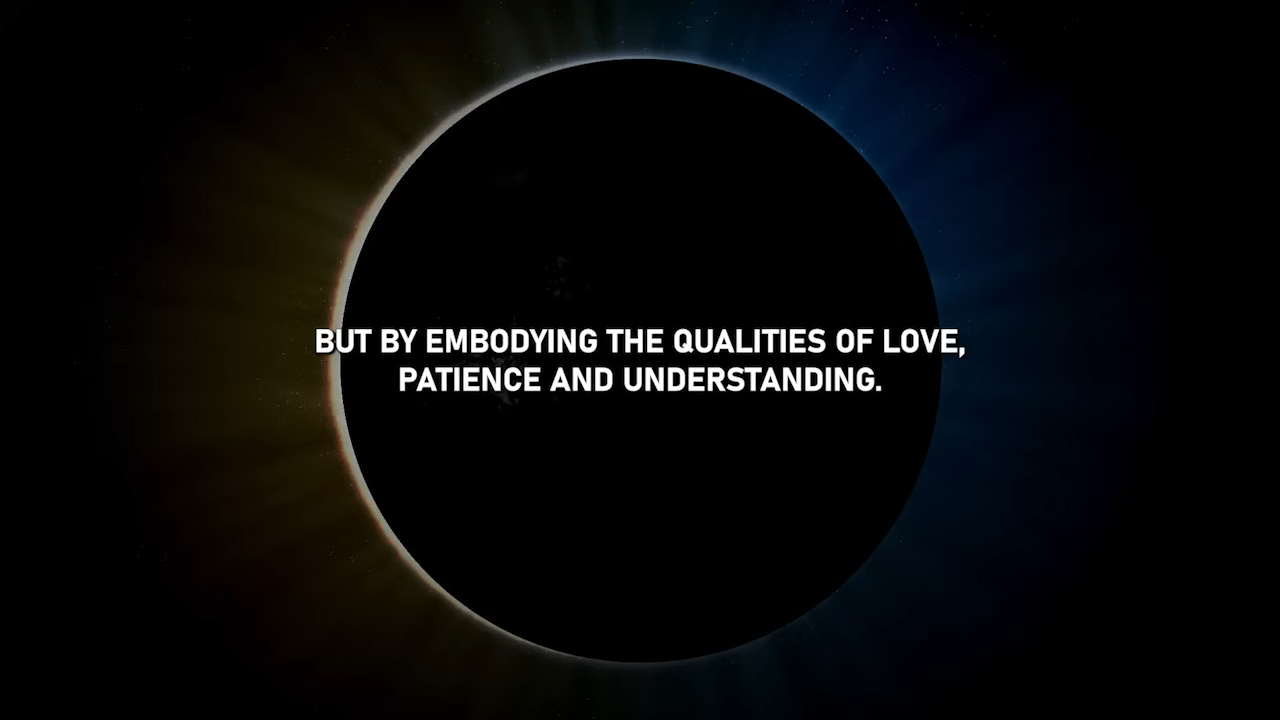 BUT BY EMBODYING THE QUALITIES OF LOVE,
PATIENCE AND UNDERSTANDING.